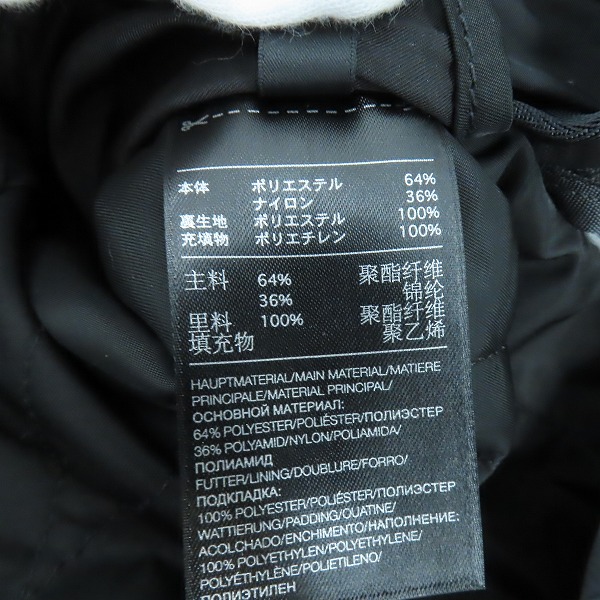 本体 ポリエステル 64%
ナイロン 36%
裏生地 ポリエステル 100%
充填物 ポリエチレン 100%
主料 64% 聚酯纤维
36% 锦纶
里料 100% 聚酯纤维
填充物 聚乙烯
HAUPTMATERIAL/MAIN MATERIAL/MATIERE
PRINCIPALE/MATERIAL PRINCIPAL/
ОСНОВНОЙ МАТЕРИАЛ:
64% POLYESTER/POLIÉSTER/ПОЛИЭСТЕР
36% POLYAMID/NYLON/POLIAMIDA/
ПОЛИАМИД
FUTTER/LINING/DOUBLURE/FORRO/
ПОДКЛАДКА:
100% POLYESTER/POLIÉSTER/ПОЛИЭСТЕР
WATTIERUNG/PADDING/OUATINE/
ACOLCHADO/ENCHIMENTO/НАПОЛНЕНИЕ:
100% POLYETHYLEN/POLYETHYLENE/
POLYÉTHYLÈNE/POLIETILENO/
ПОЛИЭТИЛЕН